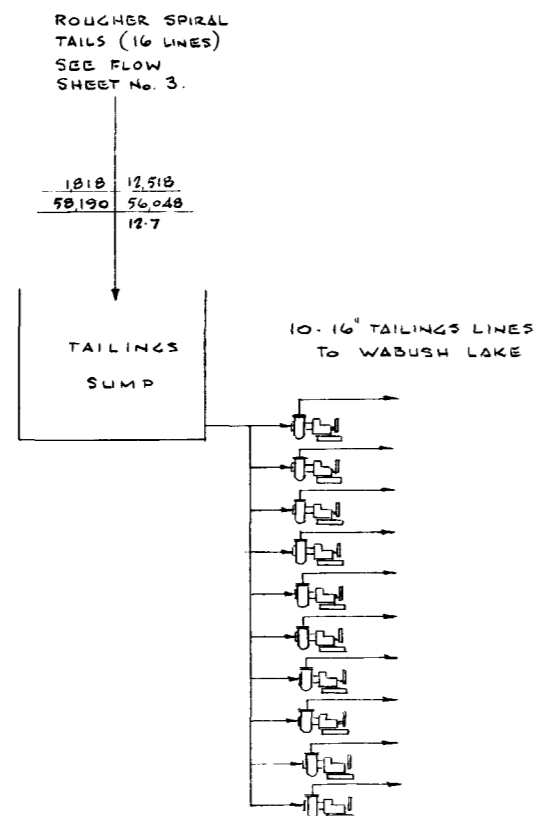 ROUGHER SPIRAL
TAILS (16 LINES)
SEE FLOW
SHEET No. 3.
1,818 12,518
58,190 56,048
12.7
TAILINGS
SUMP
10-16" TAILINGS LINES
TO WABUSH LAKE